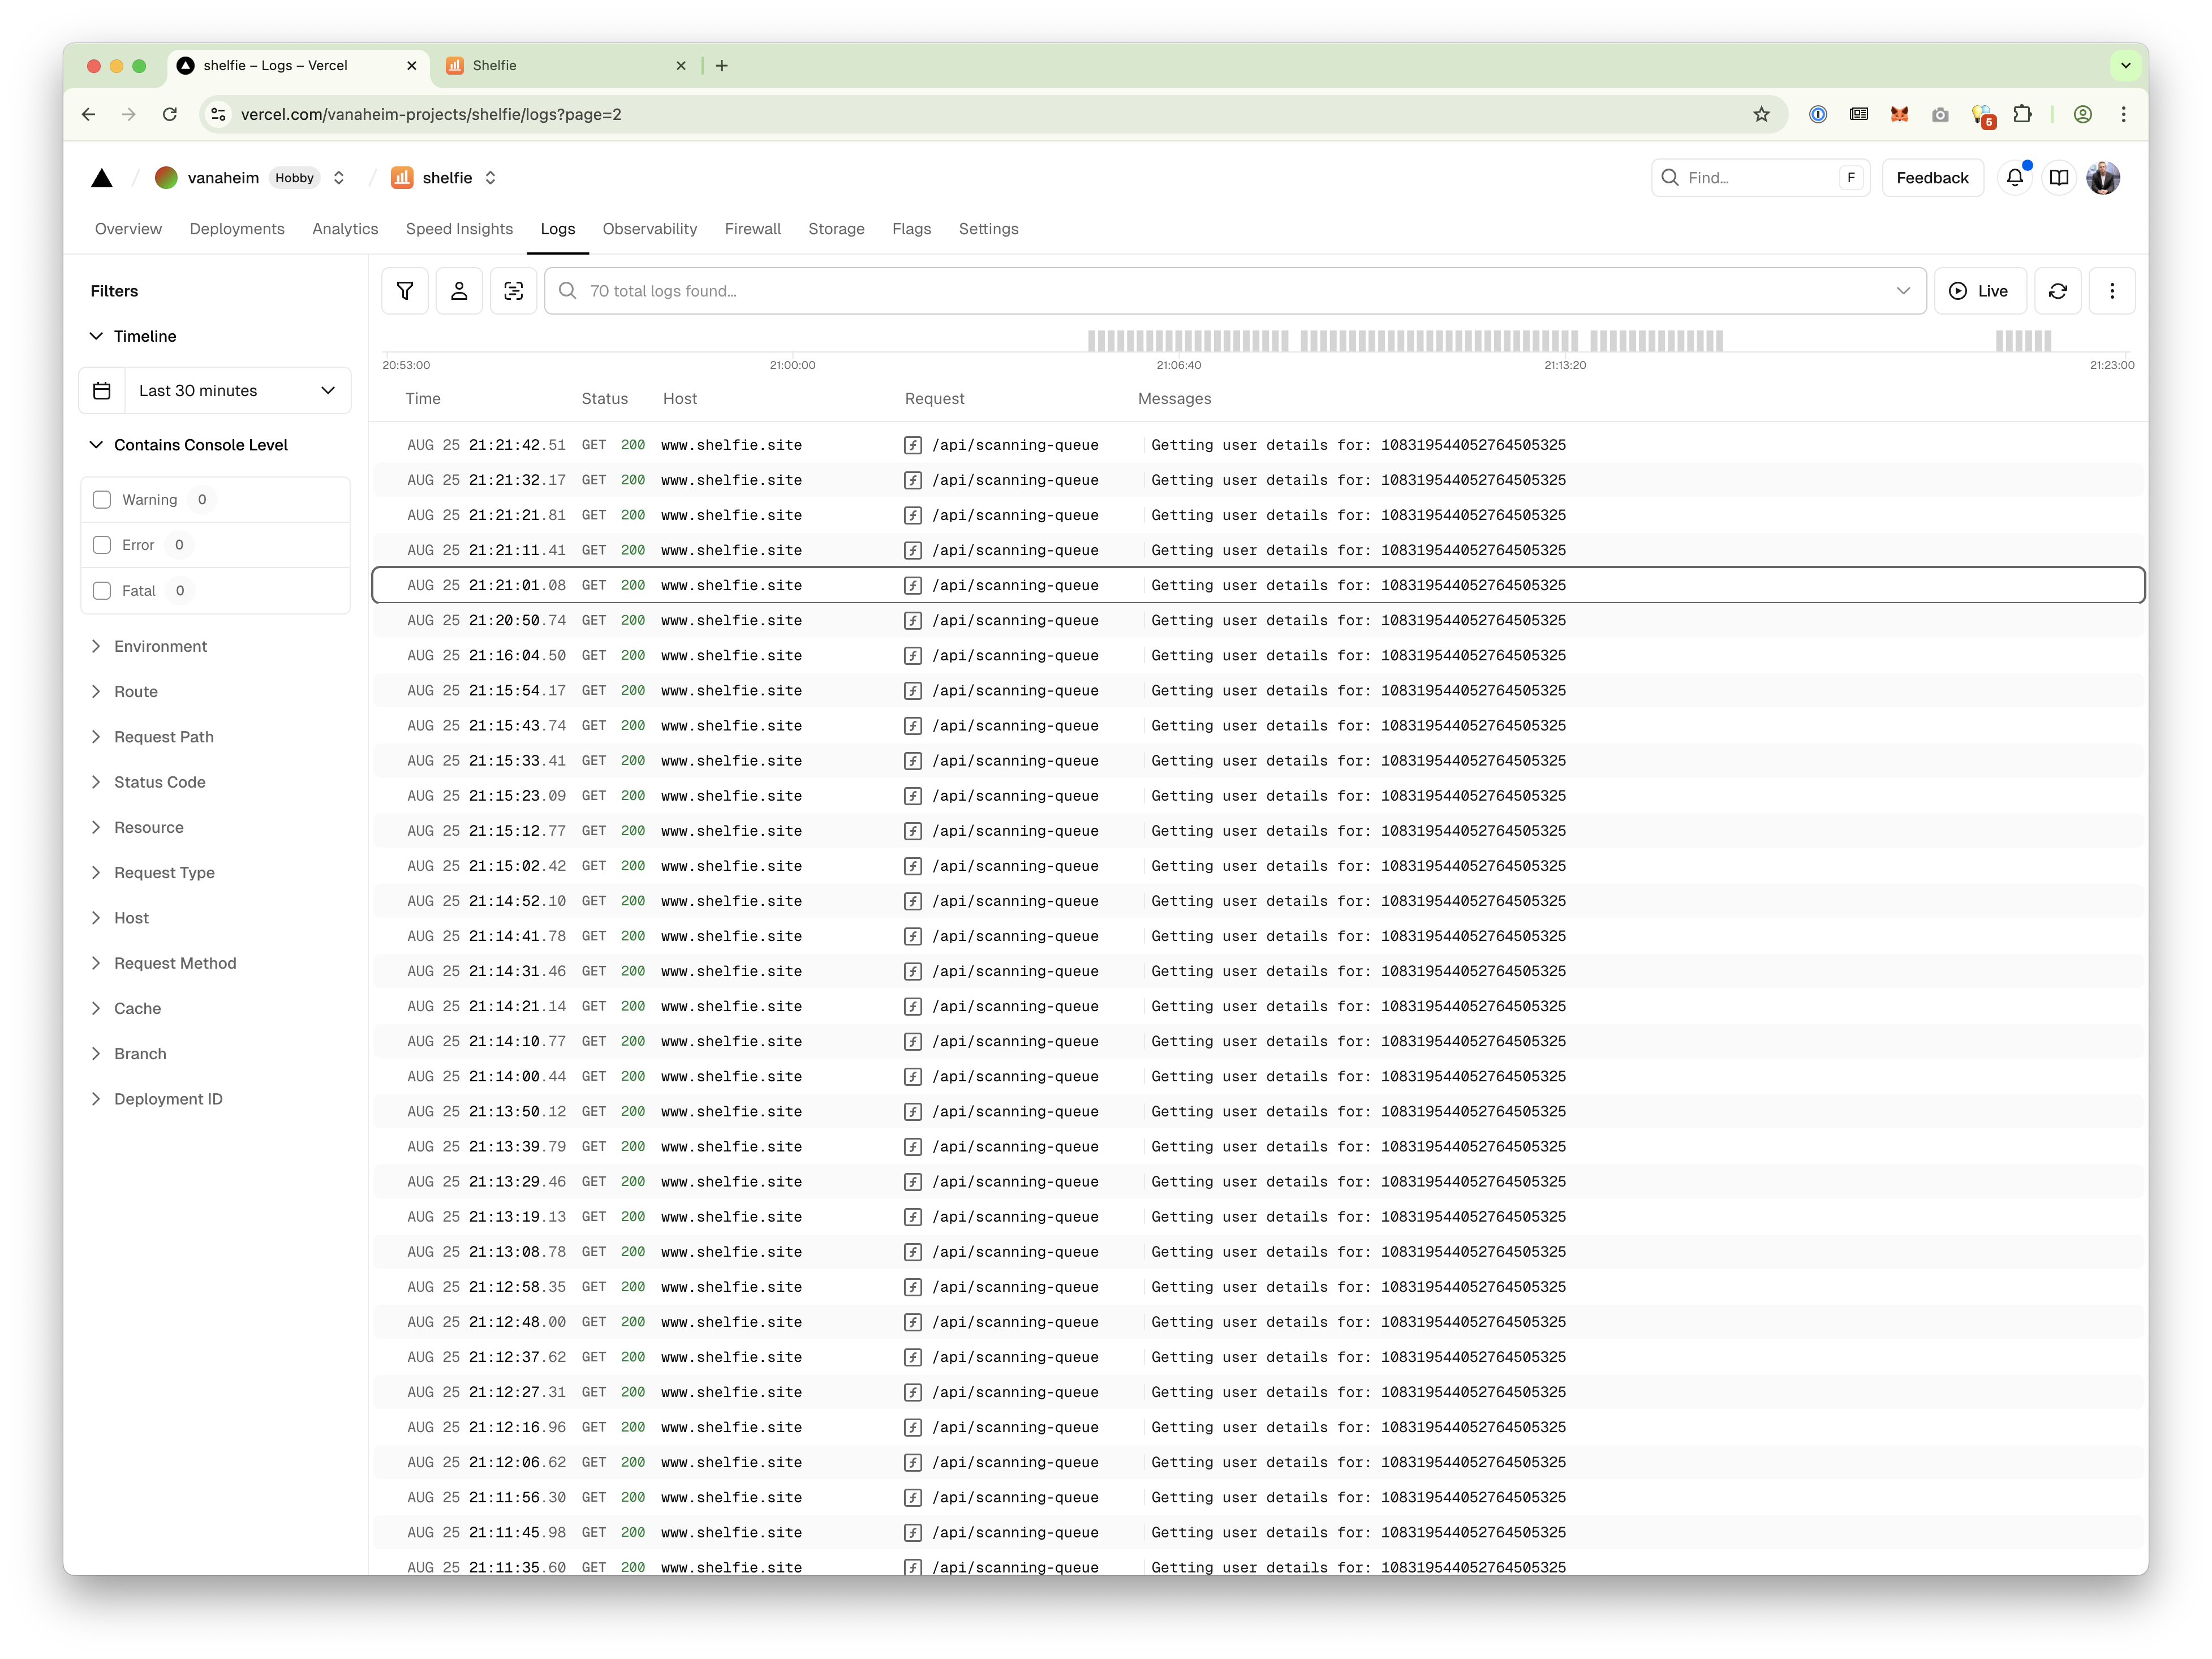 shelfie – Logs – Vercel
Shelfie
vercel.com/vanaheim-projects/shelfie/logs?page=2
5
vanaheim Hobby
shelfie
Find...
F
Feedback
Overview
Deployments
Analytics
Speed Insights
Logs
Observability
Firewall
Storage
Flags
Settings
Filters
Timeline
Last 30 minutes
Contains Console Level
Warning 0
Error 0
Fatal 0
Environment
Route
Request Path
Status Code
Resource
Request Type
Host
Request Method
Cache
Branch
Deployment ID
70 total logs found...
Live
20:53:00 21:00:00 21:06:40 21:13:20 21:23:00
Time Status Host Request Messages
AUG 25 21:21:42.51 GET 200 www.shelfie.site /api/scanning-queue Getting user details for: 108319544052764505325
AUG 25 21:21:32.17 GET 200 www.shelfie.site /api/scanning-queue Getting user details for: 108319544052764505325
AUG 25 21:21:21.81 GET 200 www.shelfie.site /api/scanning-queue Getting user details for: 108319544052764505325
AUG 25 21:21:11.41 GET 200 www.shelfie.site /api/scanning-queue Getting user details for: 108319544052764505325
AUG 25 21:21:01.08 GET 200 www.shelfie.site /api/scanning-queue Getting user details for: 108319544052764505325
AUG 25 21:20:50.74 GET 200 www.shelfie.site /api/scanning-queue Getting user details for: 108319544052764505325
AUG 25 21:16:04.50 GET 200 www.shelfie.site /api/scanning-queue Getting user details for: 108319544052764505325
AUG 25 21:15:54.17 GET 200 www.shelfie.site /api/scanning-queue Getting user details for: 108319544052764505325
AUG 25 21:15:43.74 GET 200 www.shelfie.site /api/scanning-queue Getting user details for: 108319544052764505325
AUG 25 21:15:33.41 GET 200 www.shelfie.site /api/scanning-queue Getting user details for: 108319544052764505325
AUG 25 21:15:23.09 GET 200 www.shelfie.site /api/scanning-queue Getting user details for: 108319544052764505325
AUG 25 21:15:12.77 GET 200 www.shelfie.site /api/scanning-queue Getting user details for: 108319544052764505325
AUG 25 21:15:02.42 GET 200 www.shelfie.site /api/scanning-queue Getting user details for: 108319544052764505325
AUG 25 21:14:52.10 GET 200 www.shelfie.site /api/scanning-queue Getting user details for: 108319544052764505325
AUG 25 21:14:41.78 GET 200 www.shelfie.site /api/scanning-queue Getting user details for: 108319544052764505325
AUG 25 21:14:31.46 GET 200 www.shelfie.site /api/scanning-queue Getting user details for: 108319544052764505325
AUG 25 21:14:21.14 GET 200 www.shelfie.site /api/scanning-queue Getting user details for: 108319544052764505325
AUG 25 21:14:10.77 GET 200 www.shelfie.site /api/scanning-queue Getting user details for: 108319544052764505325
AUG 25 21:14:00.44 GET 200 www.shelfie.site /api/scanning-queue Getting user details for: 108319544052764505325
AUG 25 21:13:50.12 GET 200 www.shelfie.site /api/scanning-queue Getting user details for: 108319544052764505325
AUG 25 21:13:39.79 GET 200 www.shelfie.site /api/scanning-queue Getting user details for: 108319544052764505325
AUG 25 21:13:29.46 GET 200 www.shelfie.site /api/scanning-queue Getting user details for: 108319544052764505325
AUG 25 21:13:19.13 GET 200 www.shelfie.site /api/scanning-queue Getting user details for: 108319544052764505325
AUG 25 21:13:08.78 GET 200 www.shelfie.site /api/scanning-queue Getting user details for: 108319544052764505325
AUG 25 21:12:58.35 GET 200 www.shelfie.site /api/scanning-queue Getting user details for: 108319544052764505325
AUG 25 21:12:48.00 GET 200 www.shelfie.site /api/scanning-queue Getting user details for: 108319544052764505325
AUG 25 21:12:37.62 GET 200 www.shelfie.site /api/scanning-queue Getting user details for: 108319544052764505325
AUG 25 21:12:27.31 GET 200 www.shelfie.site /api/scanning-queue Getting user details for: 108319544052764505325
AUG 25 21:12:16.96 GET 200 www.shelfie.site /api/scanning-queue Getting user details for: 108319544052764505325
AUG 25 21:12:06.62 GET 200 www.shelfie.site /api/scanning-queue Getting user details for: 108319544052764505325
AUG 25 21:11:56.30 GET 200 www.shelfie.site /api/scanning-queue Getting user details for: 108319544052764505325
AUG 25 21:11:45.98 GET 200 www.shelfie.site /api/scanning-queue Getting user details for: 108319544052764505325
AUG 25 21:11:35.60 GET 200 www.shelfie.site /api/scanning-queue Getting user details for: 108319544052764505325